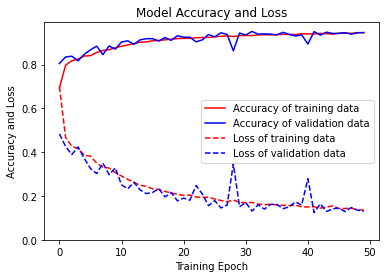 Model Accuracy and Loss
Accuracy and Loss
0.8
0.6
0.4
0.2
0.0
Accuracy of training data
Accuracy of validation data
Loss of training data
Loss of validation data
0 10 20 30 40 50
Training Epoch